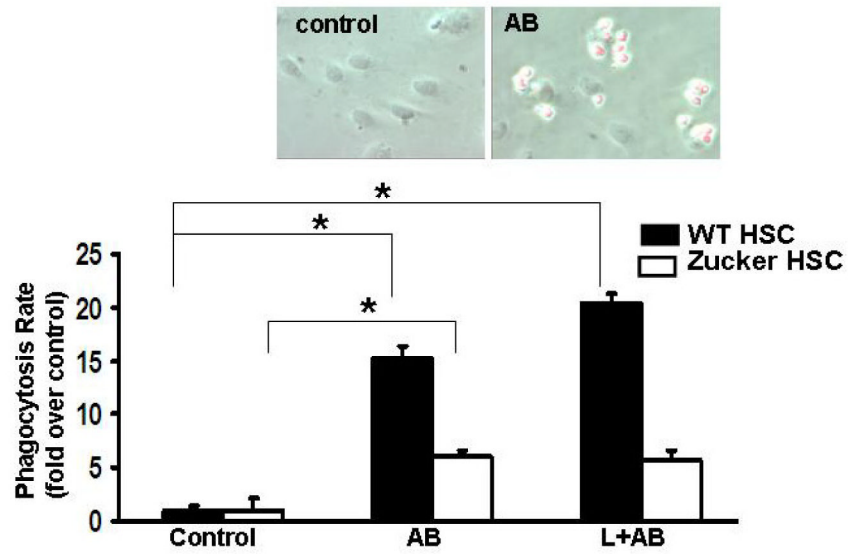 control
AB
*
*
*
WT HSC
Zucker HSC
Phagocytosis Rate
(fold over control)
25
20
15
10
5
0
Control
AB
L+AB